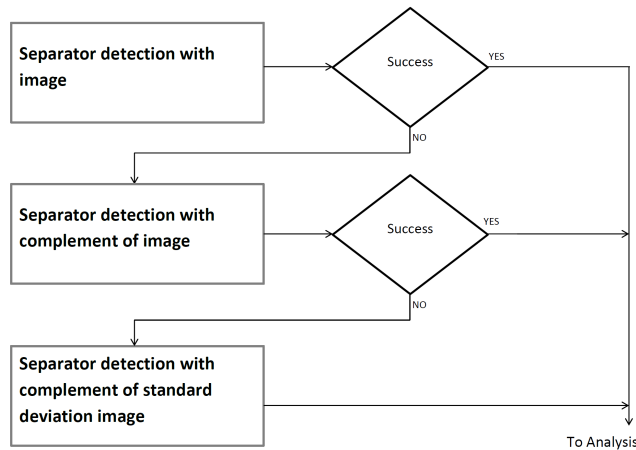 Separator detection with
image
Success
YES
NO
Separator detection with
complement of image
Success
YES
NO
Separator detection with
complement of standard
deviation image
To Analysis